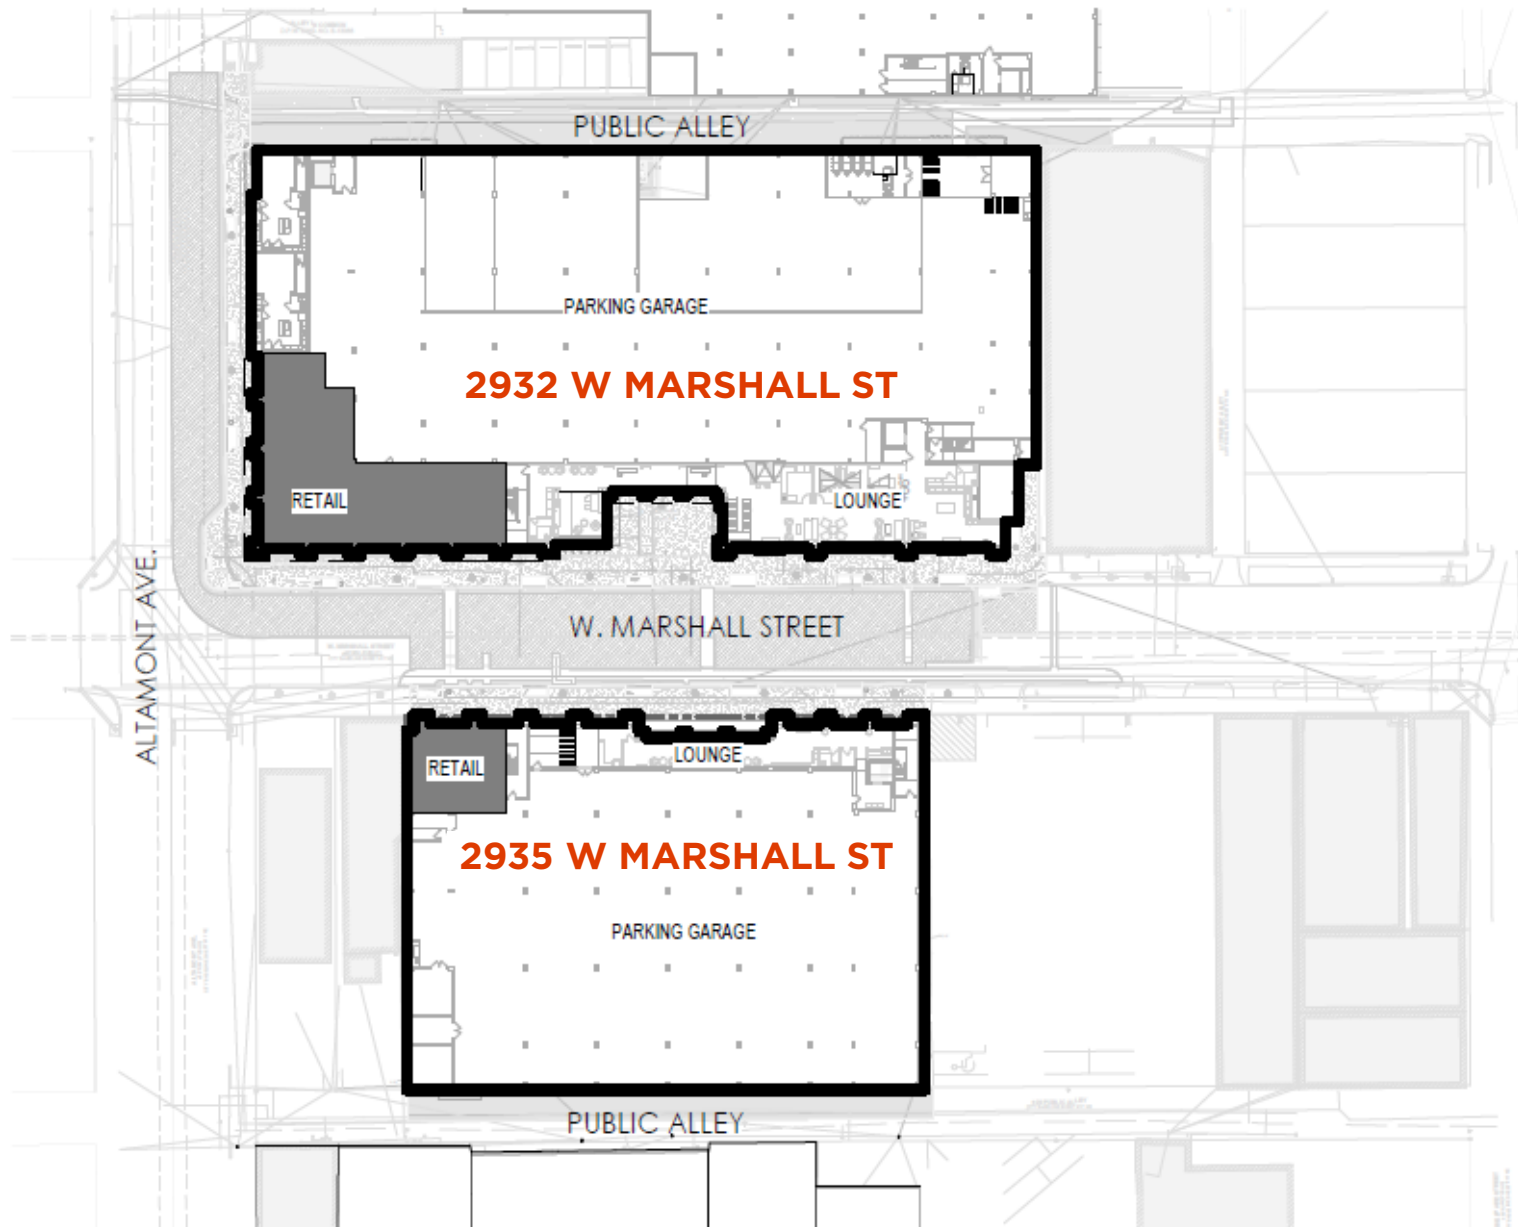 PUBLIC ALLEY
PARKING GARAGE
2932 W MARSHALL ST
RETAIL
LOUNGE
ALTAMONT AVE.
W. MARSHALL STREET
LOUNGE
RETAIL
2935 W MARSHALL ST
PARKING GARAGE
PUBLIC ALLEY